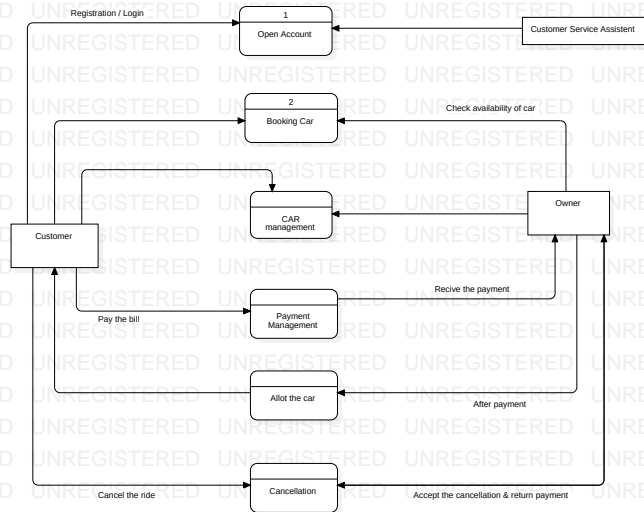 Registration / Login
1
Open Account
Customer Service Assistent
2
Booking Car
Check availability of car
CAR
management
Owner
Customer
Payment
Management
Recive the payment
Pay the bill
Allot the car
After payment
Cancellation
Cancel the ride
Accept the cancellation & return payment
UNREGISTERED